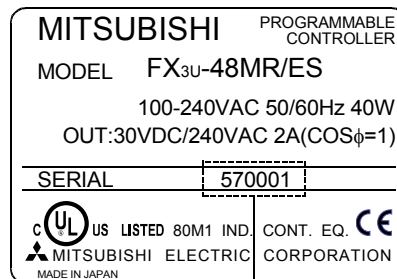 MITSUBISHI PROGRAMMABLE CONTROLLER
MODEL FX3U-48MR/ES
100-240VAC 50/60Hz 40W
OUT:30VDC/240VAC 2A(COSϕ=1)
SERIAL 570001
C UL US LISTED 80M1 IND. CONT. EQ. CE
MITSUBISHI ELECTRIC CORPORATION
MADE IN JAPAN